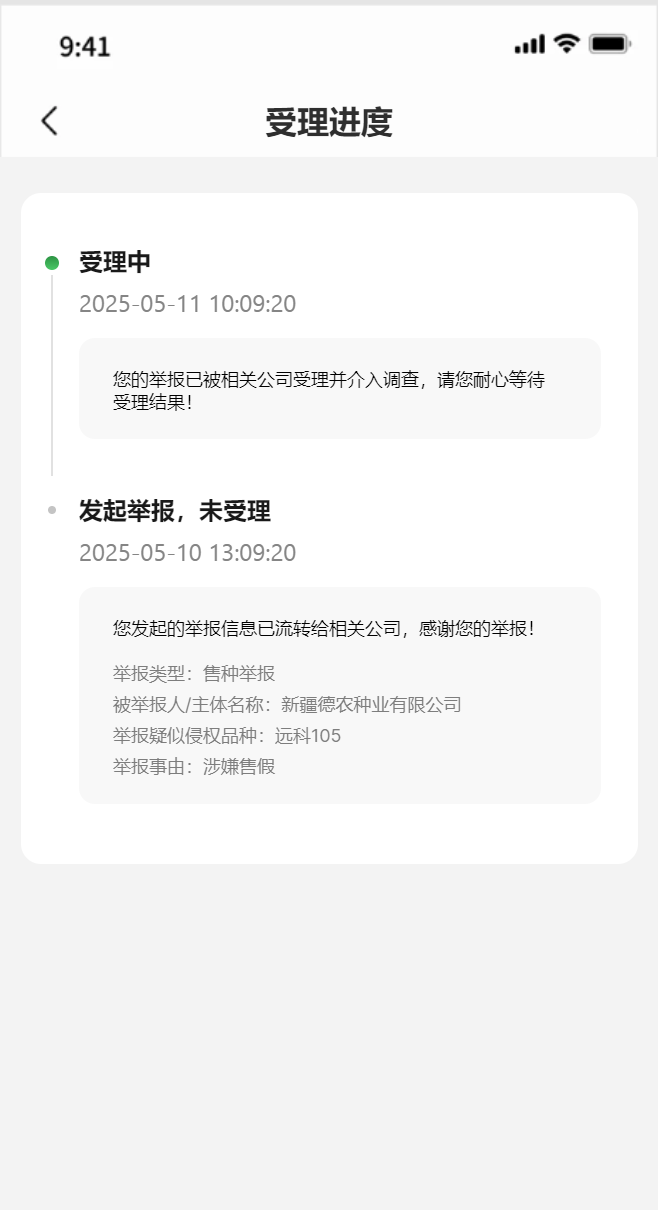 9:41
受理进度
受理中
2025-05-11 10:09:20
您的举报已被相关公司受理并介入调查，请您耐心等待
受理结果！
发起举报，未受理
2025-05-10 13:09:20
您发起的举报信息已流转给相关公司，感谢您的举报！
举报类型：售种举报
被举报人/主体名称：新疆德农种业有限公司
举报疑似侵权品种：远科105
举报事由：涉嫌售假